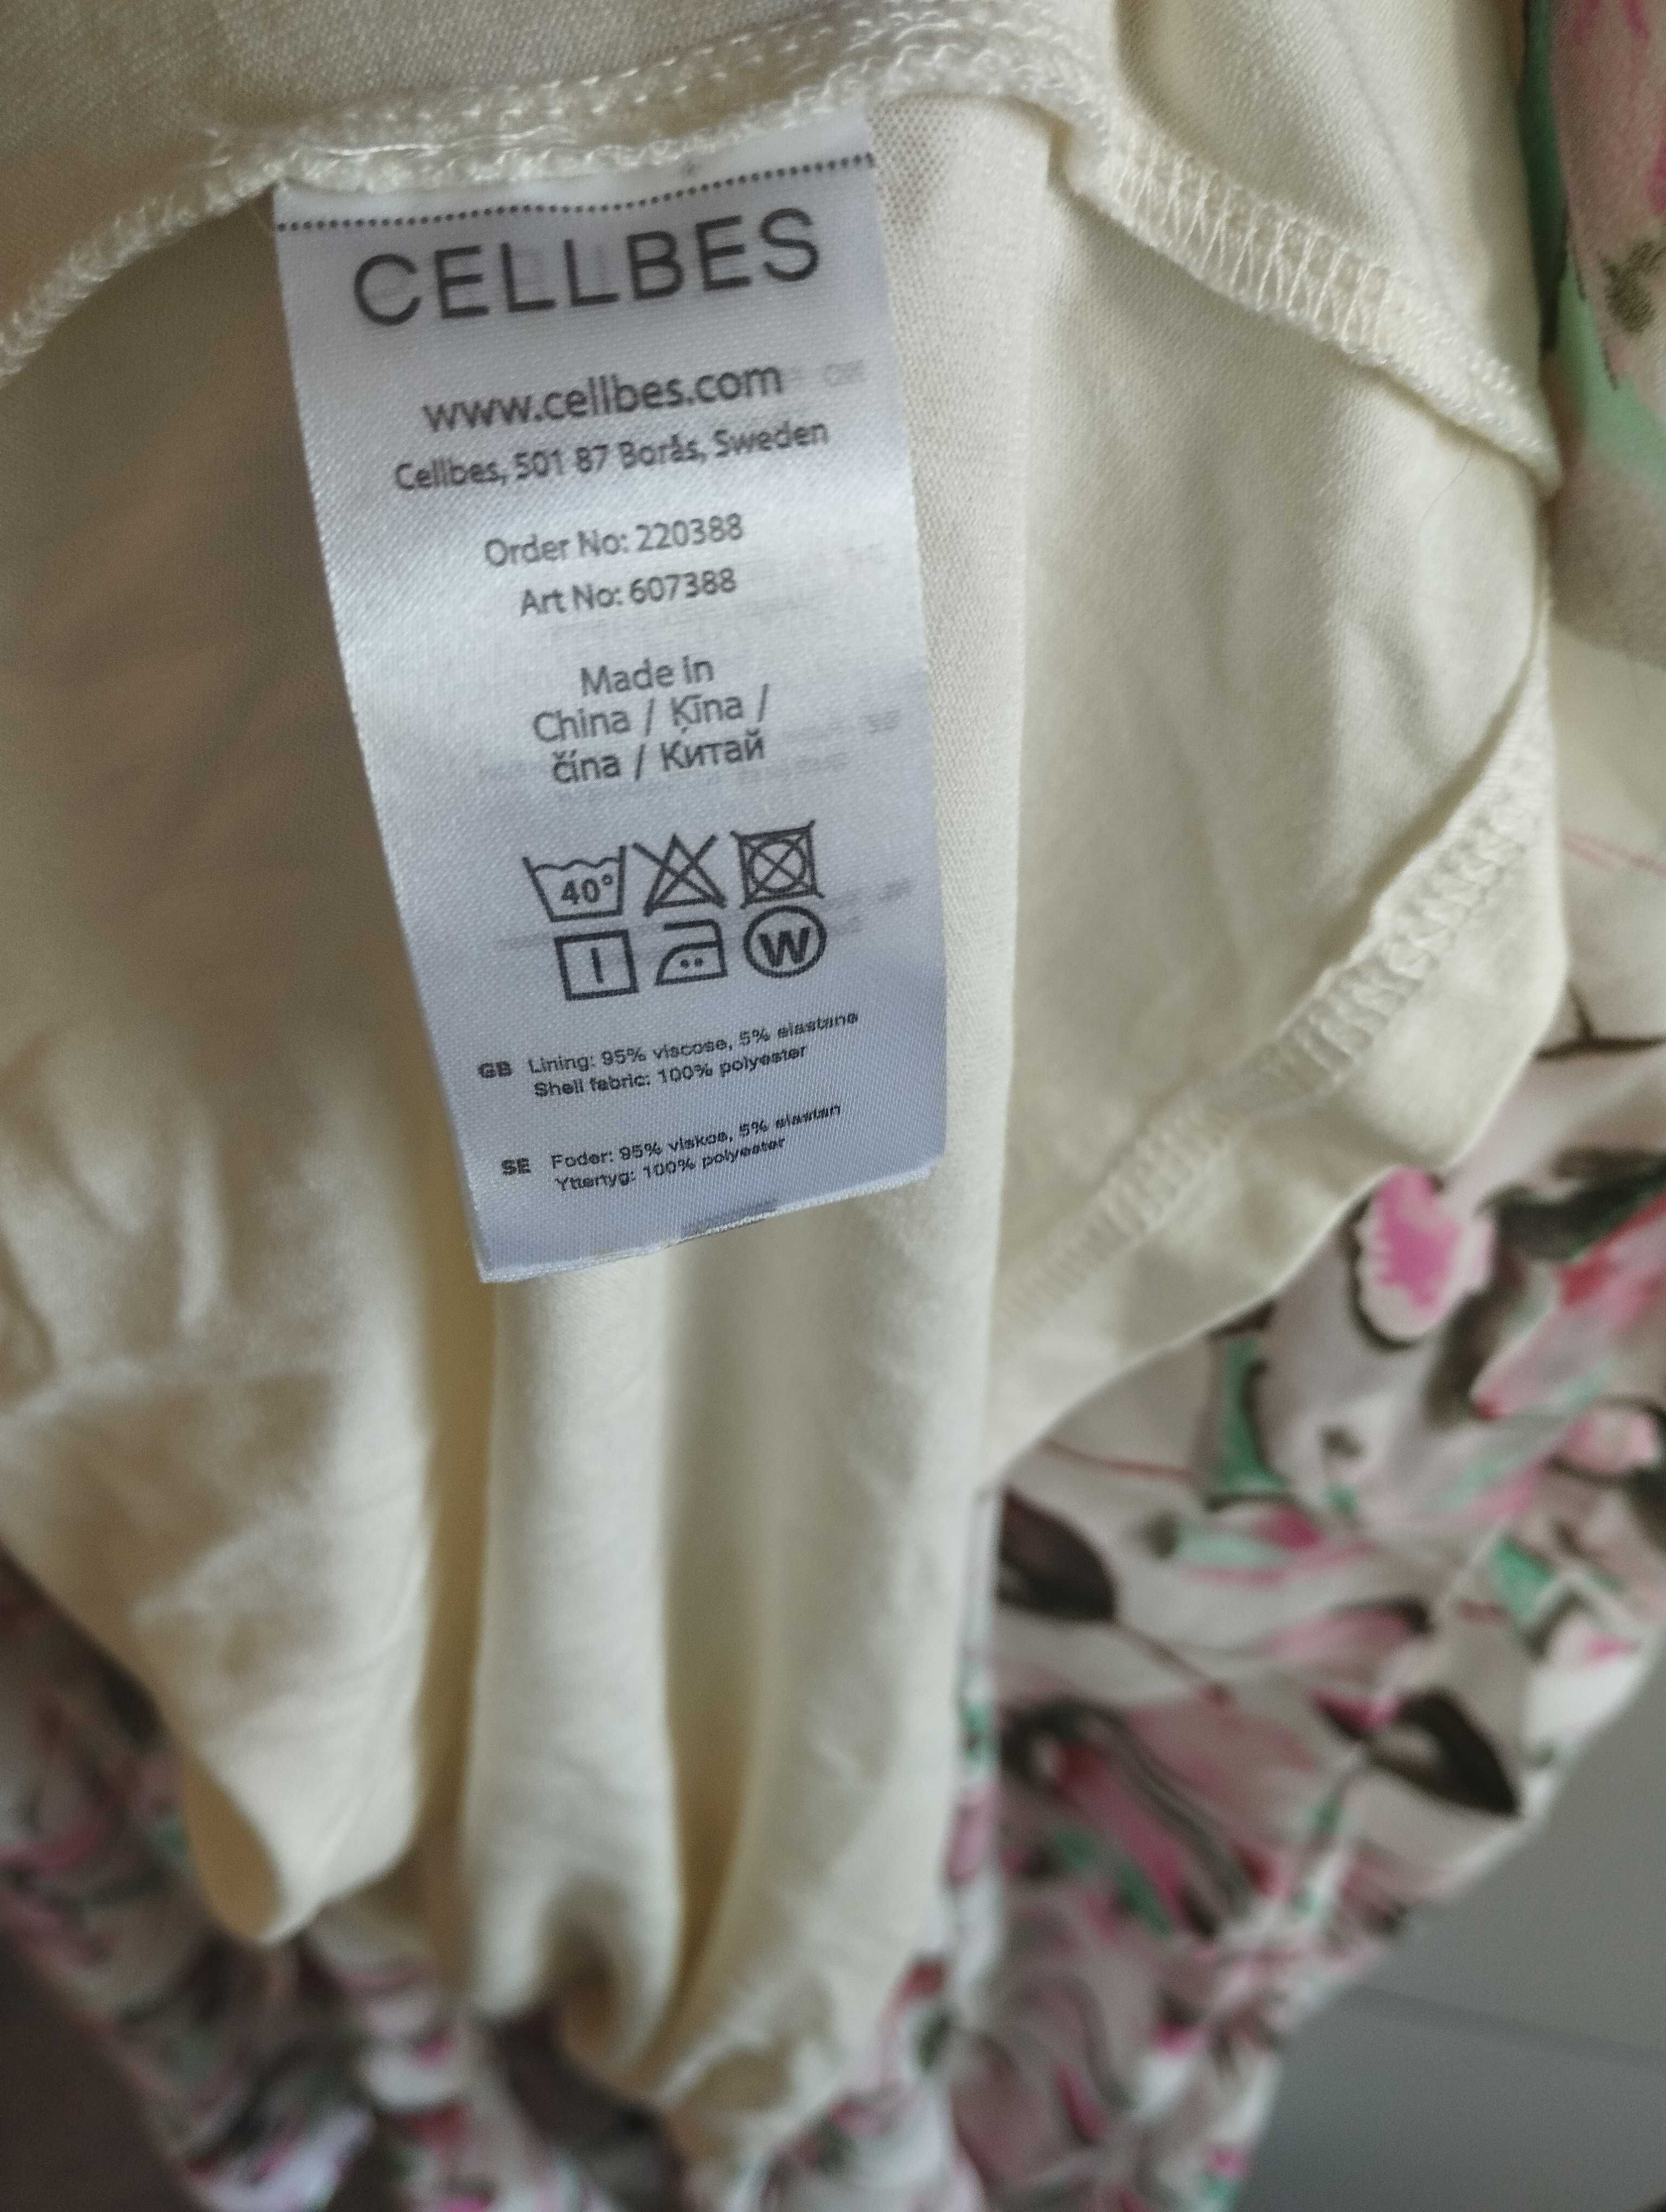 CELLBES
www.cellbes.com
Cellbes, 501 87 Borås, Sweden
Order No: 220388
Art No: 607388
Made in
China / Ķīna /
čína / Китай
40°
W
GB Lining: 95% viscose, 5% elastane
Shell fabric: 100% polyester
SE Foder: 95% viskos, 5% elastan
Yttertyg: 100% polyester